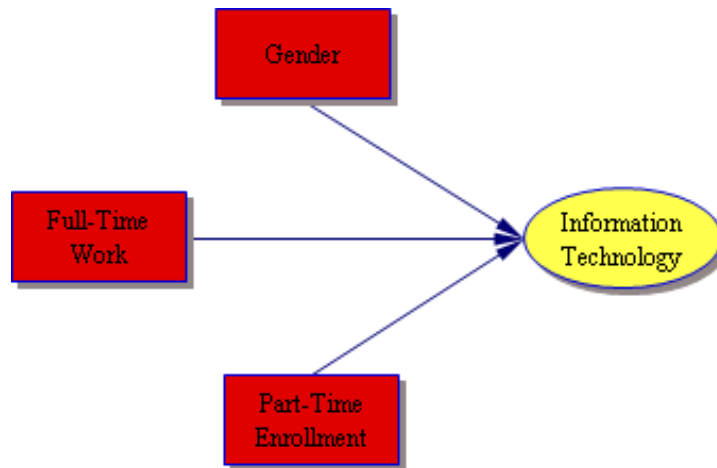 Gender
Full-Time
Work
Information
Technology
Part-Time
Enrollment